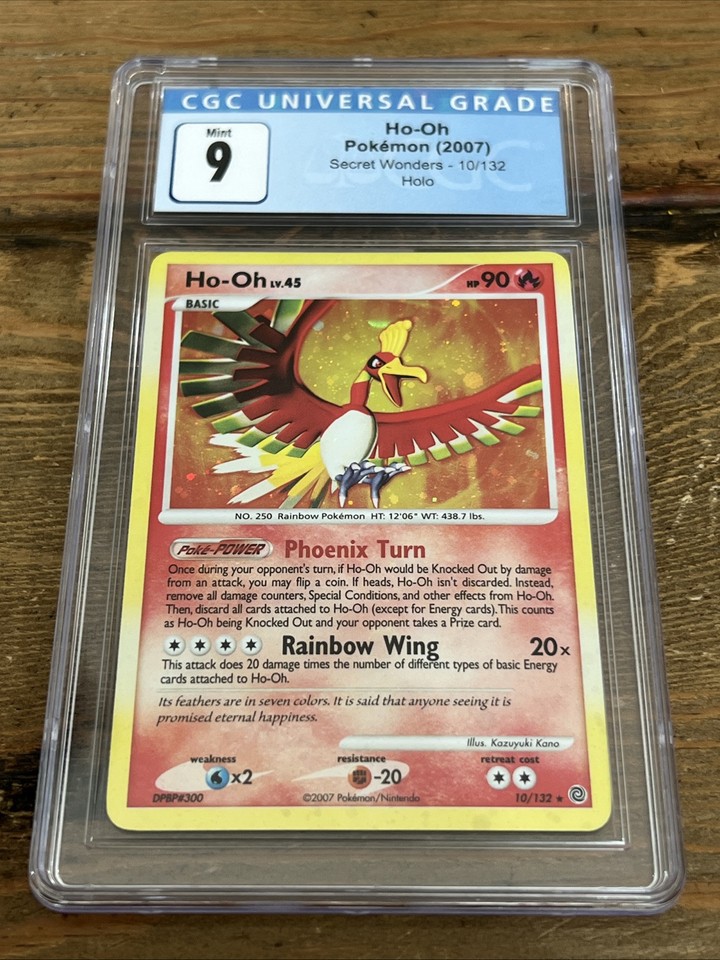 CGC UNIVERSAL GRADE
Mint
9
Ho-Oh
Pokémon (2007)
Secret Wonders - 10/132
Holo
Ho-Oh LV.45
HP 90
BASIC
NO. 250 Rainbow Pokémon HT: 12'06" WT: 438.7 lbs.
Poké-POWER Phoenix Turn
Once during your opponent's turn, if Ho-Oh would be Knocked Out by damage
from an attack, you may flip a coin. If heads, Ho-Oh isn't discarded. Instead,
remove all damage counters, Special Conditions, and other effects from Ho-Oh.
Then, discard all cards attached to Ho-Oh (except for Energy cards).This counts
as Ho-Oh being Knocked Out and your opponent takes a Prize card.
Rainbow Wing 20x
This attack does 20 damage times the number of different types of basic Energy
cards attached to Ho-Oh.
Its feathers are in seven colors. It is said that anyone seeing it is
promised eternal happiness.
Illus. Kazuyuki Kano
weakness resistance retreat cost
x2 -20
DPBP#300 ©2007 Pokémon/Nintendo 10/132 ★